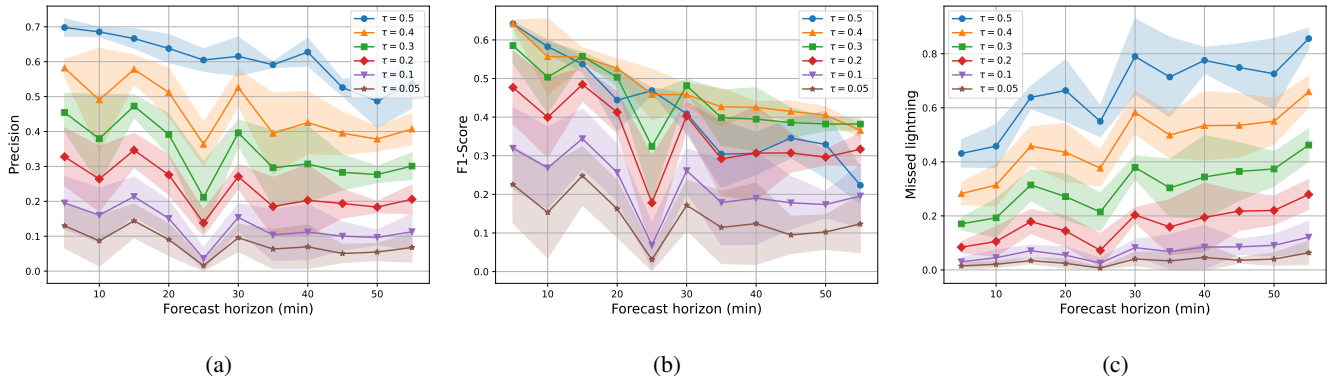 Precision
0.7
0.6
0.5
0.4
0.3
0.2
0.1
0.0
10
20
30
40
50
Forecast horizon (min)
τ = 0.5
τ = 0.4
τ = 0.3
τ = 0.2
τ = 0.1
τ = 0.05
(a)
F1-Score
0.6
0.5
0.4
0.3
0.2
0.1
0.0
10
20
30
40
50
Forecast horizon (min)
τ = 0.5
τ = 0.4
τ = 0.3
τ = 0.2
τ = 0.1
τ = 0.05
(b)
Missed lightning
0.8
0.6
0.4
0.2
0.0
10
20
30
40
50
Forecast horizon (min)
τ = 0.5
τ = 0.4
τ = 0.3
τ = 0.2
τ = 0.1
τ = 0.05
(c)